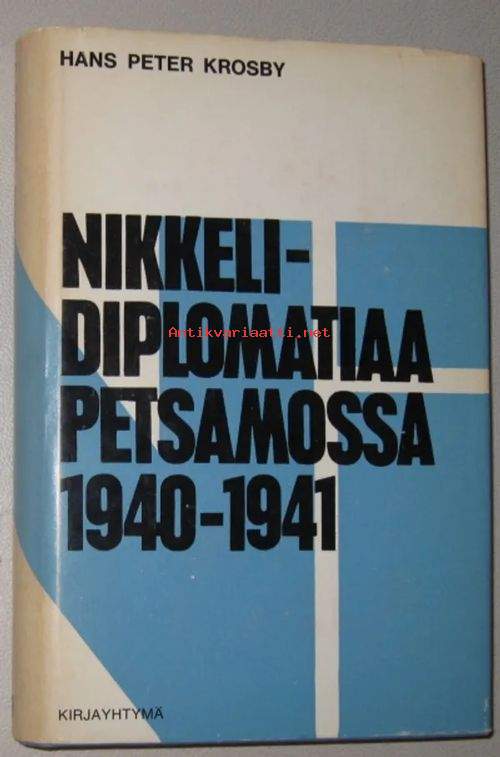 HANS PETER KROSBY
NIKKELI-
DIPLOMATIAA
Antikvariaatti.net
PETSAMOSSA
1940-1941
KIRJAYHTYMÄ